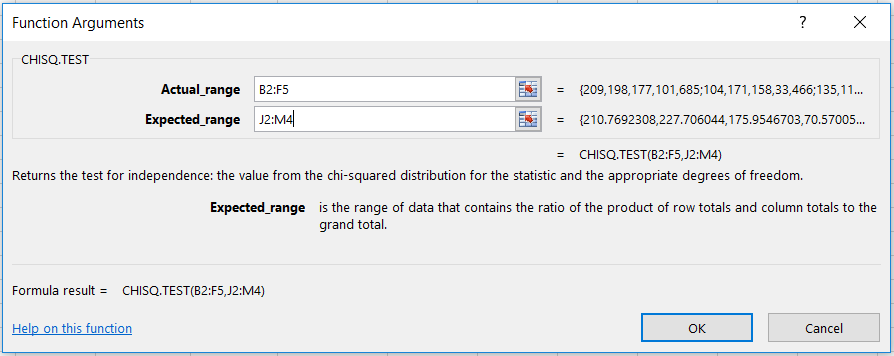 Function Arguments ? ×
CHISQ.TEST
Actual_range B2:F5 = {209,198,177,101,685;104,171,158,33,466;135,11...
Expected_range J2:M4 = {210.7692308,227.706044,175.9546703,70.57005...
= CHISQ.TEST(B2:F5,J2:M4)
Returns the test for independence: the value from the chi-squared distribution for the statistic and the appropriate degrees of freedom.
Expected_range is the range of data that contains the ratio of the product of row totals and column totals to the
grand total.
Formula result = CHISQ.TEST(B2:F5,J2:M4)
Help on this function OK Cancel